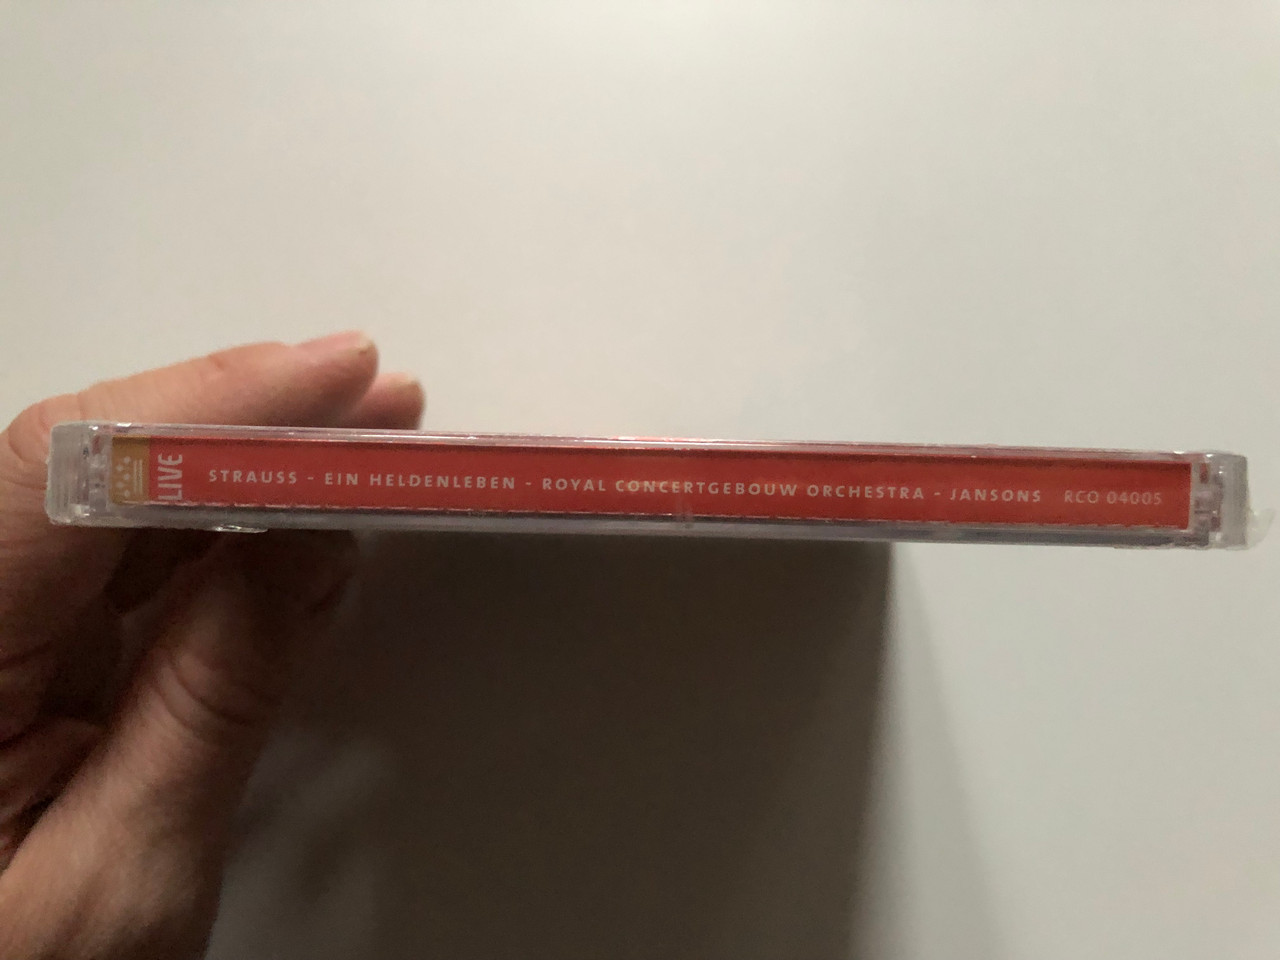 LIVE
STRAUSS - EIN HELDENLEBEN - ROYAL CONCERTGEBOUW ORCHESTRA - JANSONS RCO 04005